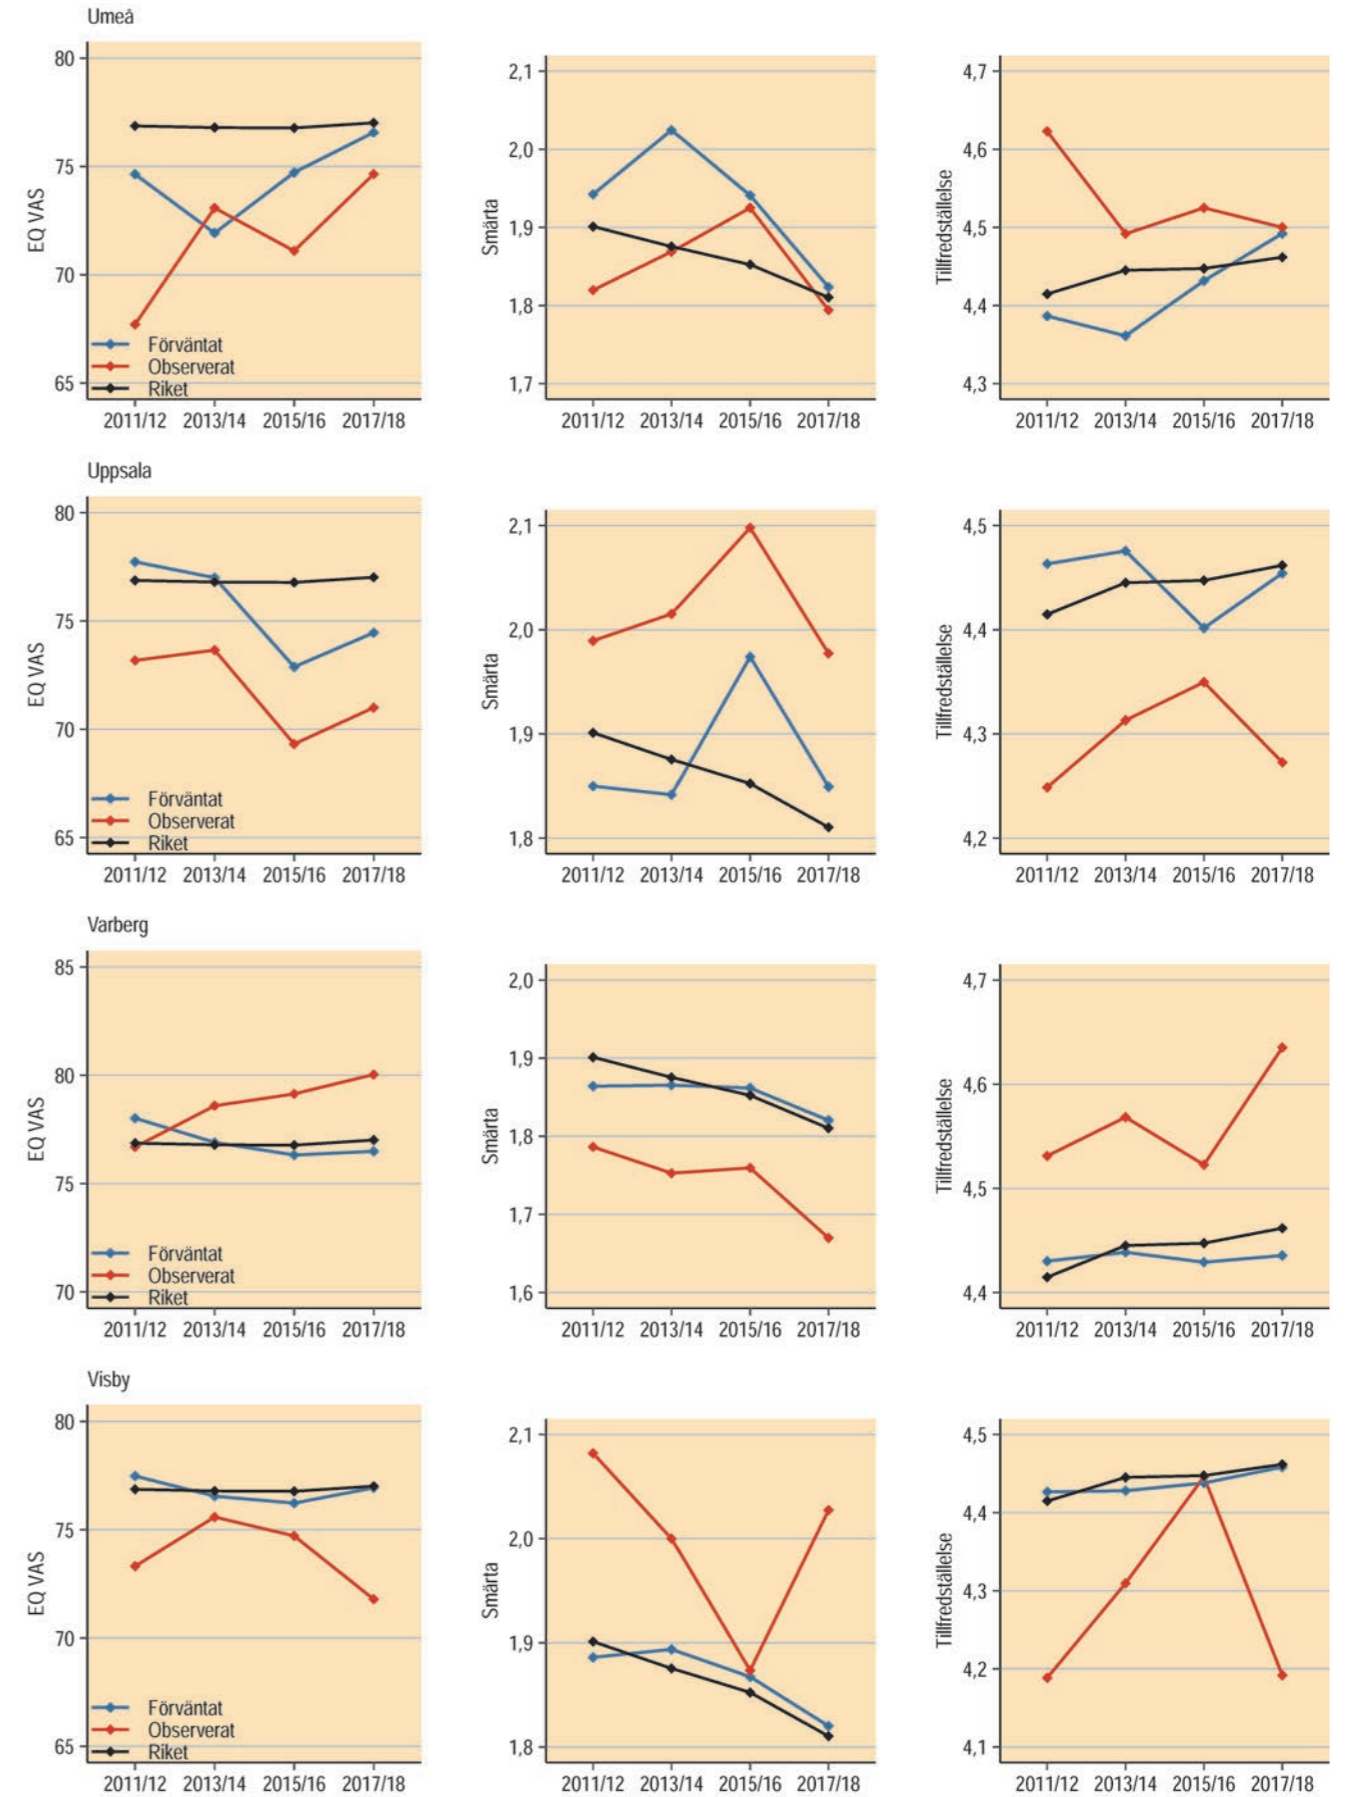 Umeå
80
75
70
65
EQ VAS
Förväntat
Observerat
Riket
2011/12 2013/14 2015/16 2017/18
2,1
2,0
1,9
1,8
1,7
Smärta
2011/12 2013/14 2015/16 2017/18
4,7
4,6
4,5
4,4
4,3
Tillfredställelse
2011/12 2013/14 2015/16 2017/18
Uppsala
80
75
70
65
EQ VAS
Förväntat
Observerat
Riket
2011/12 2013/14 2015/16 2017/18
2,1
2,0
1,9
1,8
Smärta
2011/12 2013/14 2015/16 2017/18
4,5
4,4
4,3
4,2
Tillfredställelse
2011/12 2013/14 2015/16 2017/18
Varberg
85
80
75
70
EQ VAS
Förväntat
Observerat
Riket
2011/12 2013/14 2015/16 2017/18
2,0
1,9
1,8
1,7
1,6
Smärta
2011/12 2013/14 2015/16 2017/18
4,7
4,6
4,5
4,4
Tillfredställelse
2011/12 2013/14 2015/16 2017/18
Visby
80
75
70
65
EQ VAS
Förväntat
Observerat
Riket
2011/12 2013/14 2015/16 2017/18
2,1
2,0
1,9
1,8
Smärta
2011/12 2013/14 2015/16 2017/18
4,5
4,4
4,3
4,2
4,1
Tillfredställelse
2011/12 2013/14 2015/16 2017/18